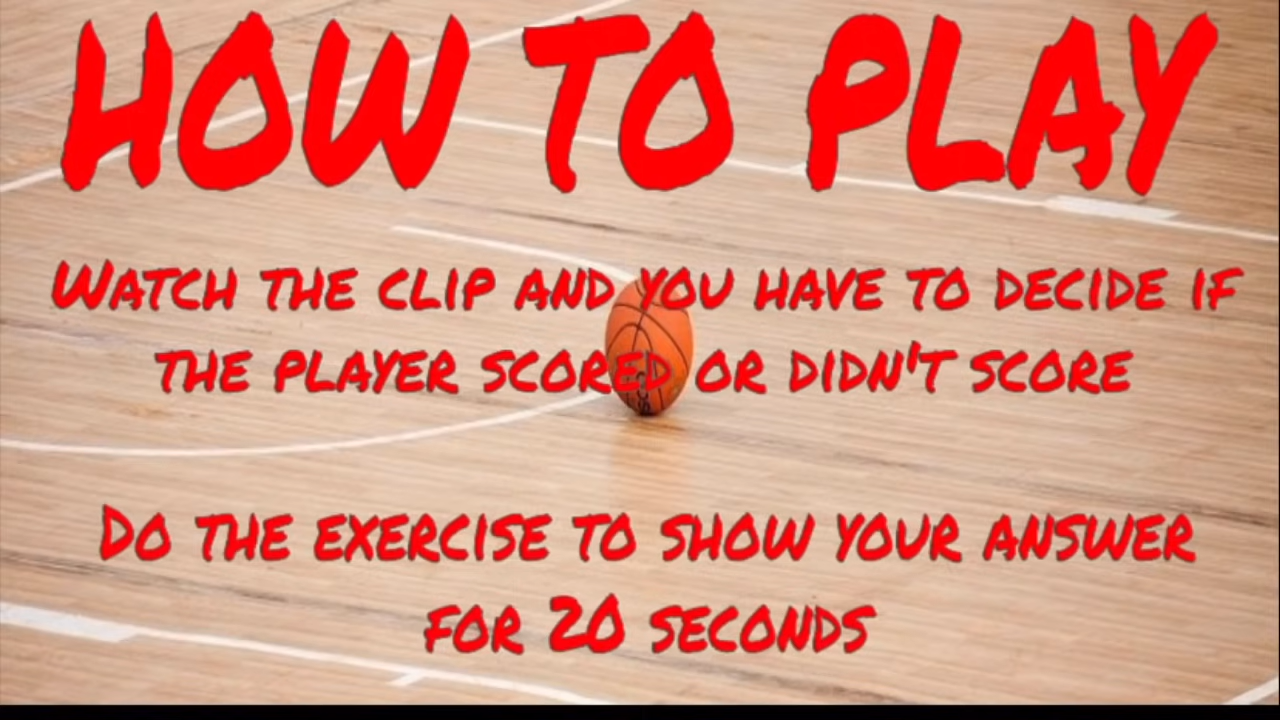 HOW TO PLAY
WATCH THE CLIP AND YOU HAVE TO DECIDE IF
THE PLAYER SCORED OR DIDN'T SCORE
DO THE EXERCISE TO SHOW YOUR ANSWER
FOR 20 SECONDS